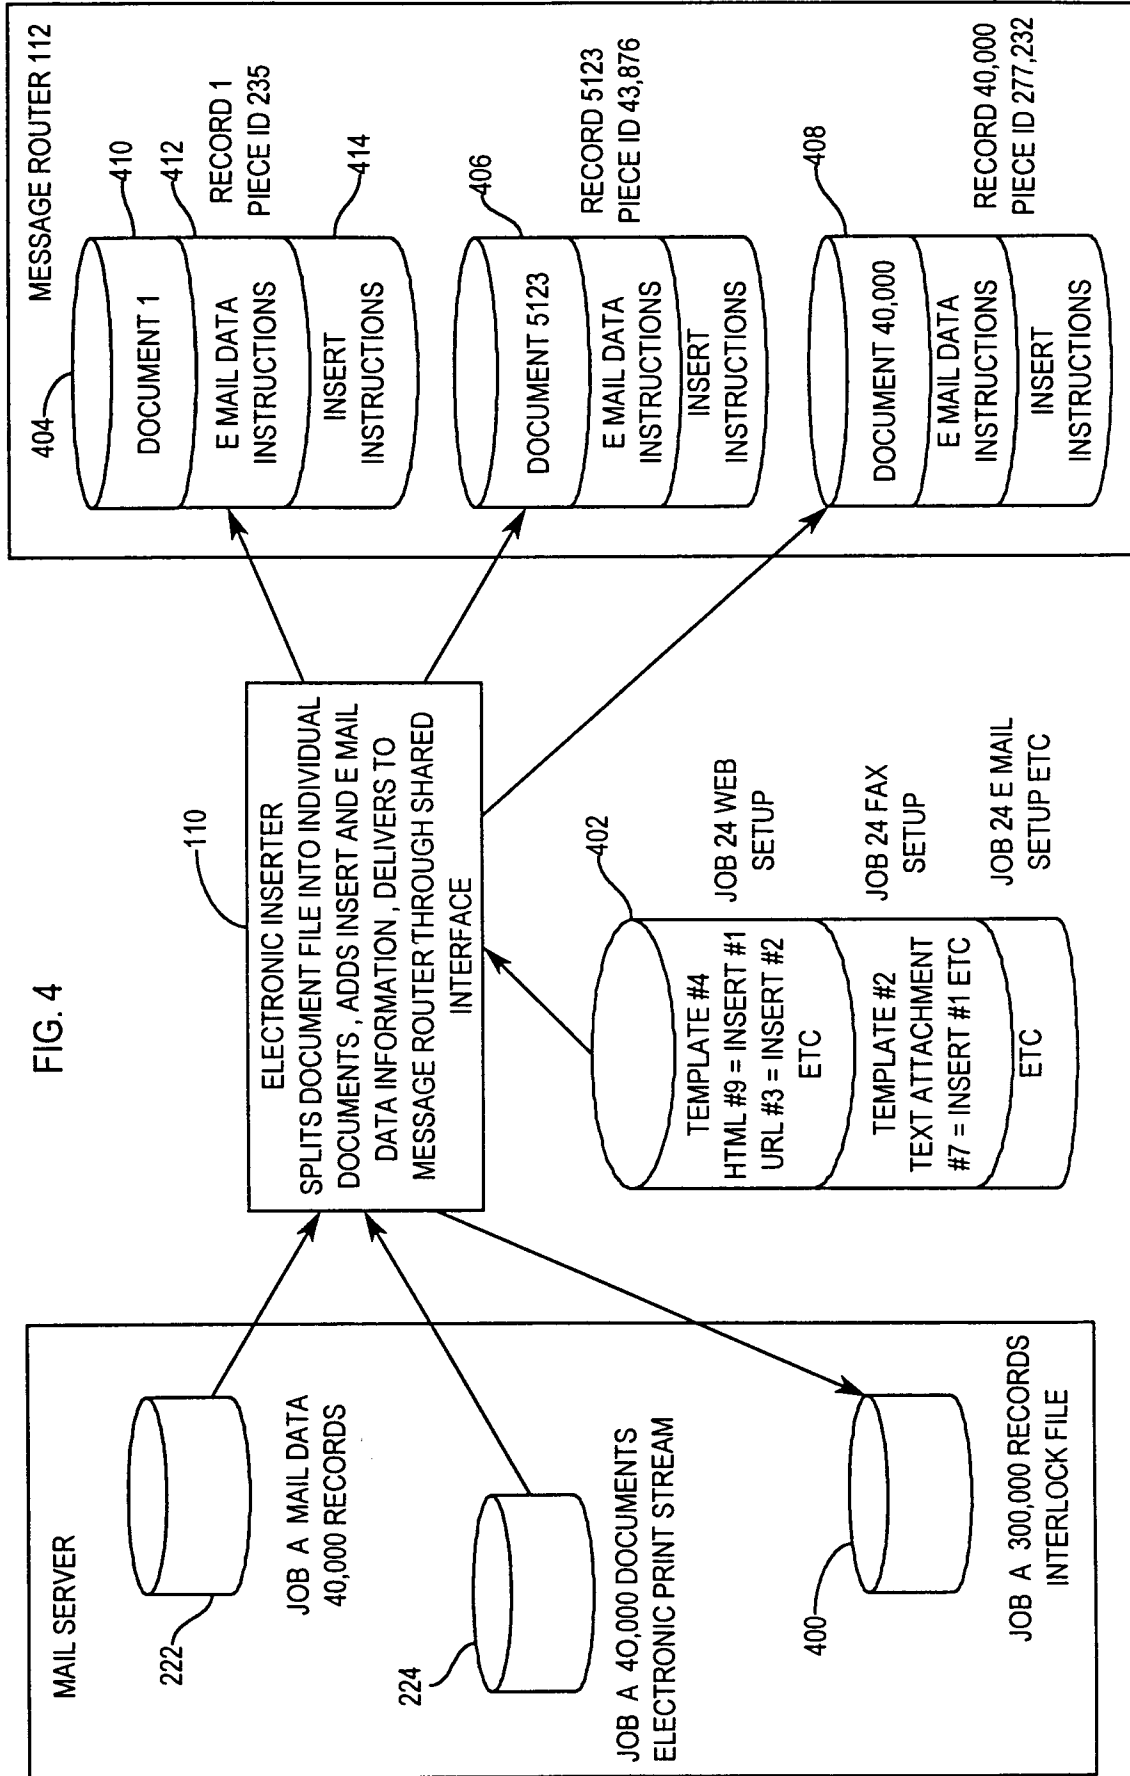 FIG. 4
MAIL SERVER
222
JOB A MAIL DATA
40,000 RECORDS
224
JOB A 40,000 DOCUMENTS
ELECTRONIC PRINT STREAM
400
JOB A 300,000 RECORDS
INTERLOCK FILE
110
ELECTRONIC INSERTER
SPLITS DOCUMENT FILE INTO INDIVIDUAL
DOCUMENTS , ADDS INSERT AND E MAIL
DATA INFORMATION , DELIVERS TO
MESSAGE ROUTER THROUGH SHARED
INTERFACE
402
TEMPLATE #4
HTML #9 = INSERT #1
URL #3 = INSERT #2
ETC
JOB 24 WEB
SETUP
TEMPLATE #2
TEXT ATTACHMENT
#7 = INSERT #1 ETC
JOB 24 FAX
SETUP
ETC
JOB 24 E MAIL
SETUP ETC
MESSAGE ROUTER 112
404
DOCUMENT 1
410
E MAIL DATA
INSTRUCTIONS
412
INSERT
INSTRUCTIONS
414
RECORD 1
PIECE ID 235
406
DOCUMENT 5123
E MAIL DATA
INSTRUCTIONS
INSERT
INSTRUCTIONS
RECORD 5123
PIECE ID 43,876
408
DOCUMENT 40,000
E MAIL DATA
INSTRUCTIONS
INSERT
INSTRUCTIONS
RECORD 40,000
PIECE ID 277,232